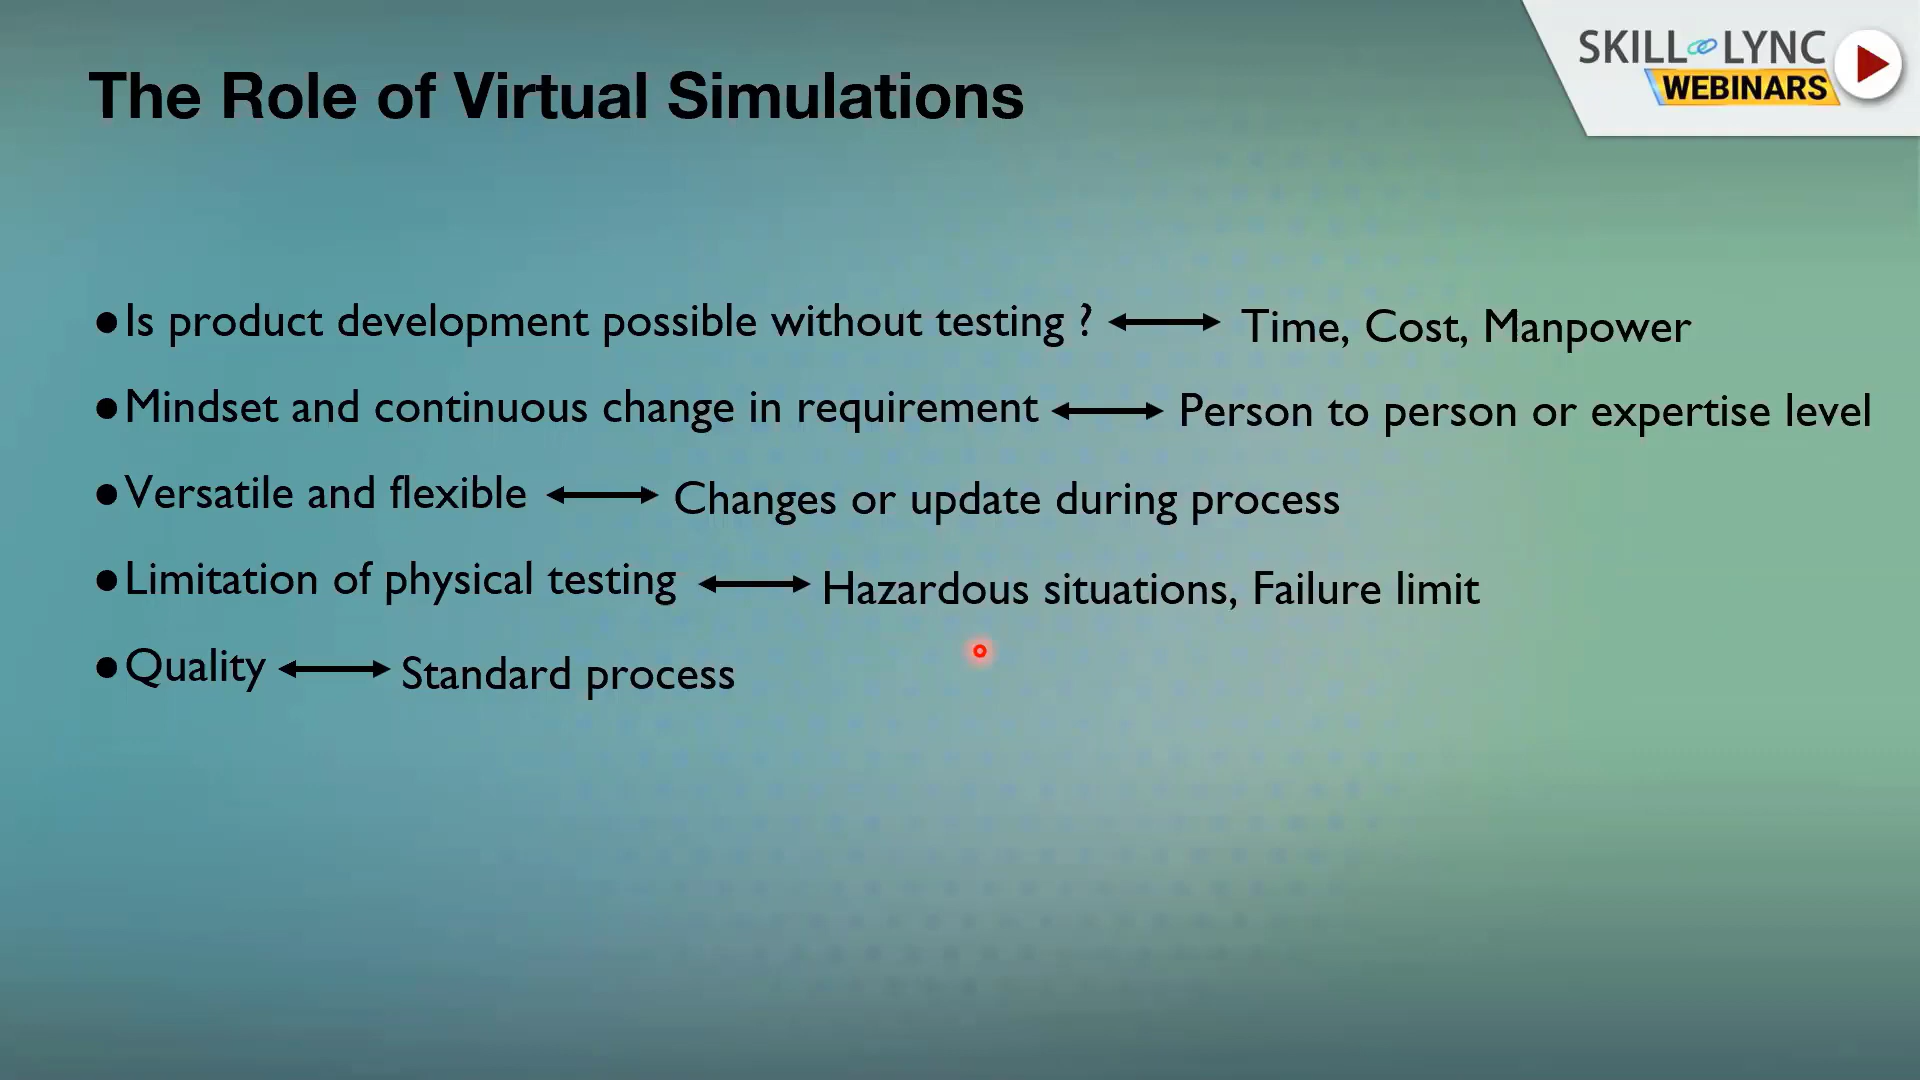 The Role of Virtual Simulations
SKILL LYNC
WEBINARS
●Is product development possible without testing ? Time, Cost, Manpower
●Mindset and continuous change in requirement Person to person or expertise level
●Versatile and flexible Changes or update during process
●Limitation of physical testing Hazardous situations, Failure limit
●Quality Standard process